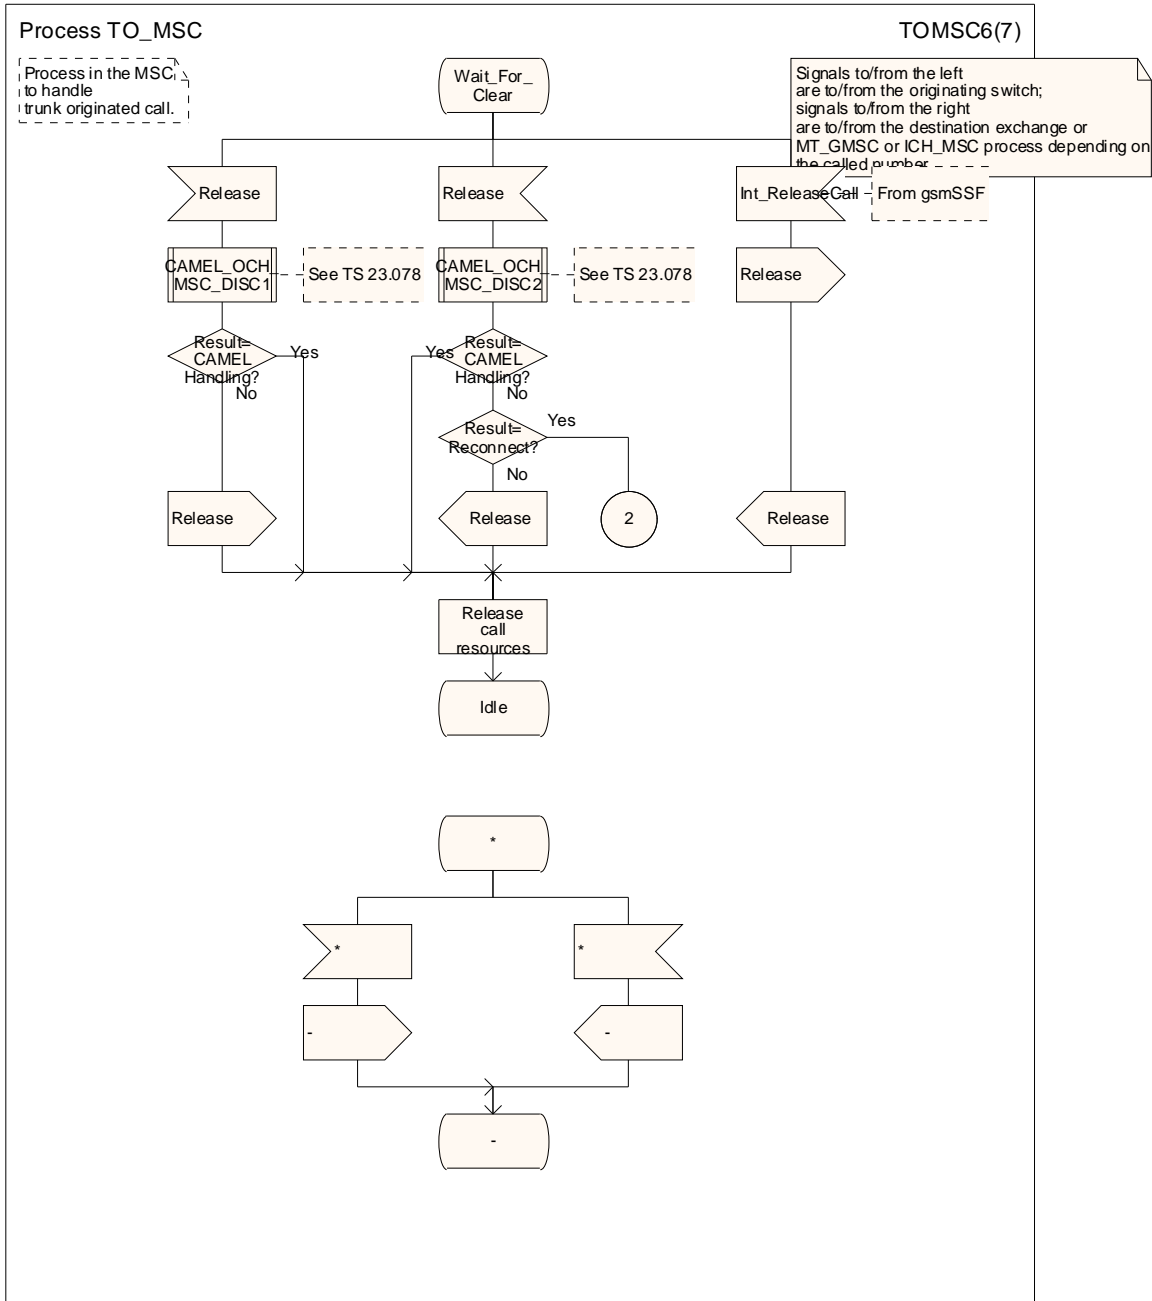 Process TO_MSC
TOMSC6(7)
Process in the MSC
to handle
trunk originated call.
Wait_For_
Clear
Signals to/from the left
are to/from the originating switch;
signals to/from the right
are to/from the destination exchange or
MT_GMSC or ICH_MSC process depending on
the called number
Release
Release
Int_ReleaseCall
From gsmSSF
CAMEL_OCH_
MSC_DISC1
See TS 23.078
CAMEL_OCH_
MSC_DISC2
See TS 23.078
Release
Result=
CAMEL
Handling?
Yes
No
Yes
Result=
CAMEL
Handling?
No
Result=
Reconnect?
Yes
No
Release
Release
2
Release
Release
call
resources
Idle
*
*
*
-
-
-